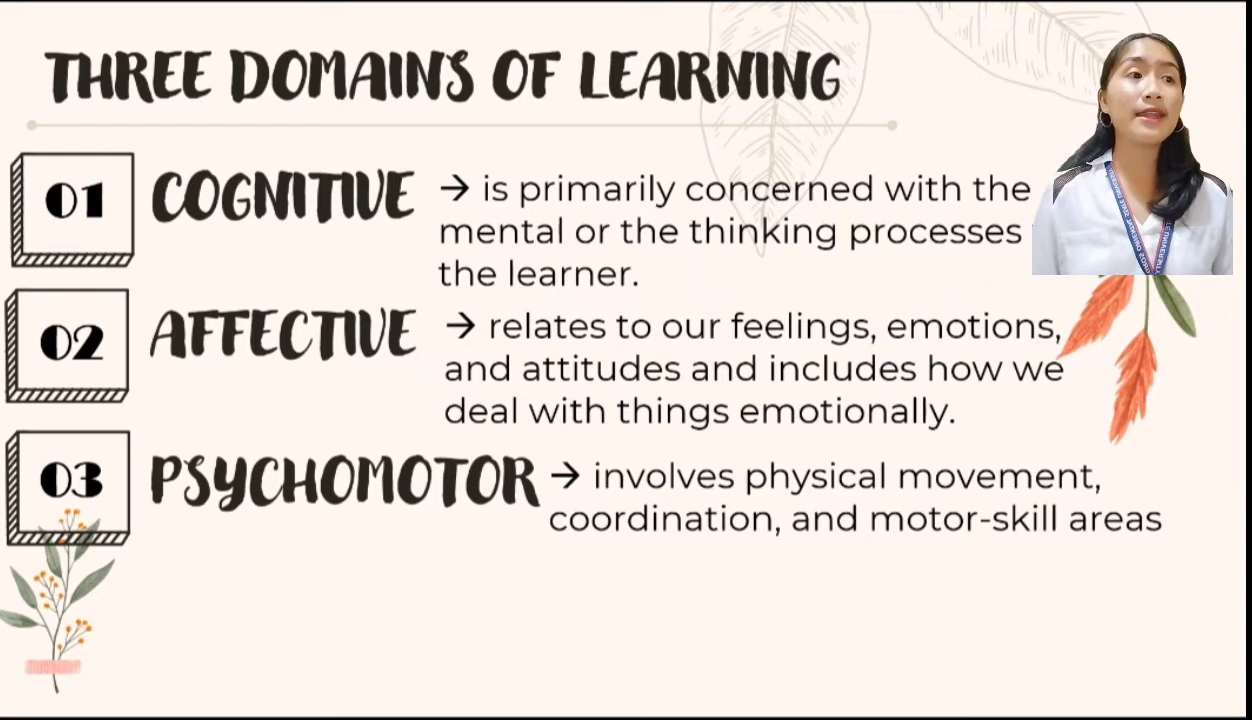 THREE DOMAINS OF LEARNING
01
COGNITIVE → is primarily concerned with the
mental or the thinking processes
the learner.
02
AFFECTIVE → relates to our feelings, emotions,
and attitudes and includes how we
deal with things emotionally.
03
PSYCHOMOTOR → involves physical movement,
coordination, and motor-skill areas